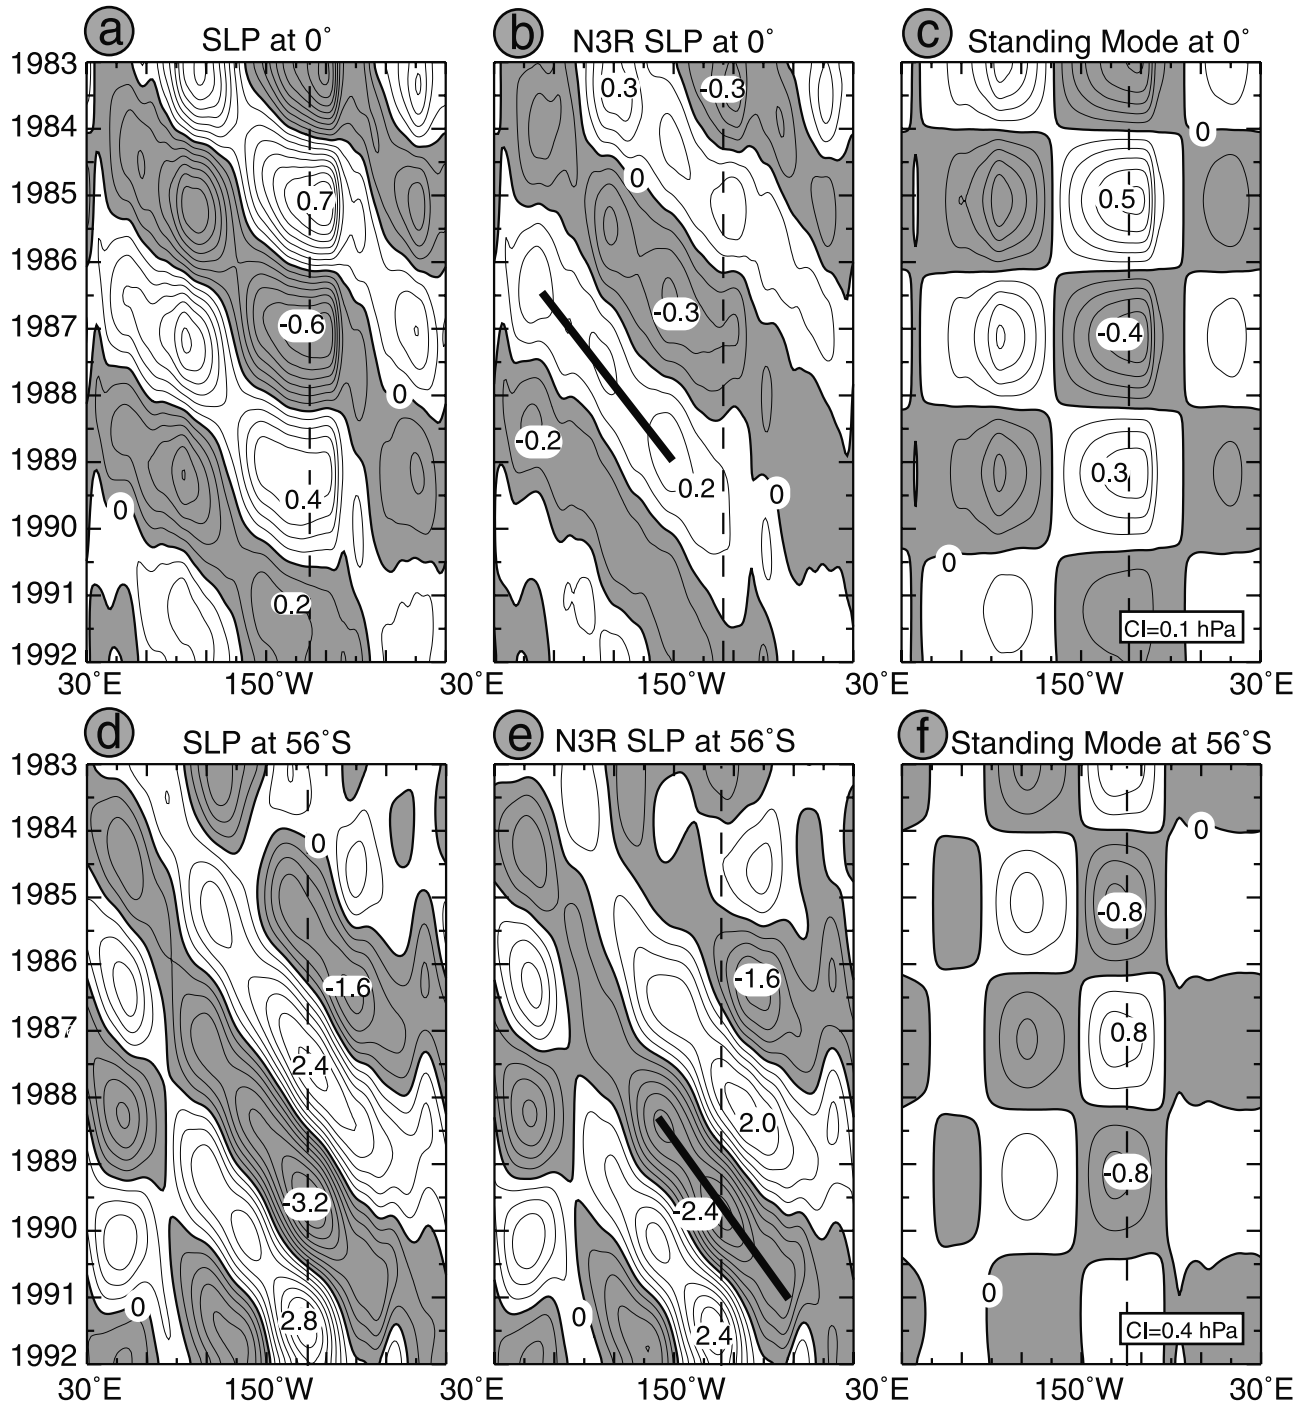 a SLP at 0˚
b N3R SLP at 0˚
c Standing Mode at 0˚
1983
1984
1985
1986
1987
1988
1989
1990
1991
1992
0.7
-0.6
0
0.4
0
0.2
0.3
-0.3
0
-0.3
-0.2
0.2
0
0
0.5
-0.4
0.3
0
CI=0.1 hPa
30˚E
150˚W
30˚E
150˚W
30˚E
150˚W
30˚E
d SLP at 56˚S
e N3R SLP at 56˚S
f Standing Mode at 56˚S
1983
1984
1985
1986
1987
1988
1989
1990
1991
1992
0
-1.6
2.4
-3.2
0
2.8
-1.6
2.0
-2.4
0
2.4
0
-0.8
0.8
-0.8
0
CI=0.4 hPa
30˚E
150˚W
30˚E
150˚W
30˚E
150˚W
30˚E